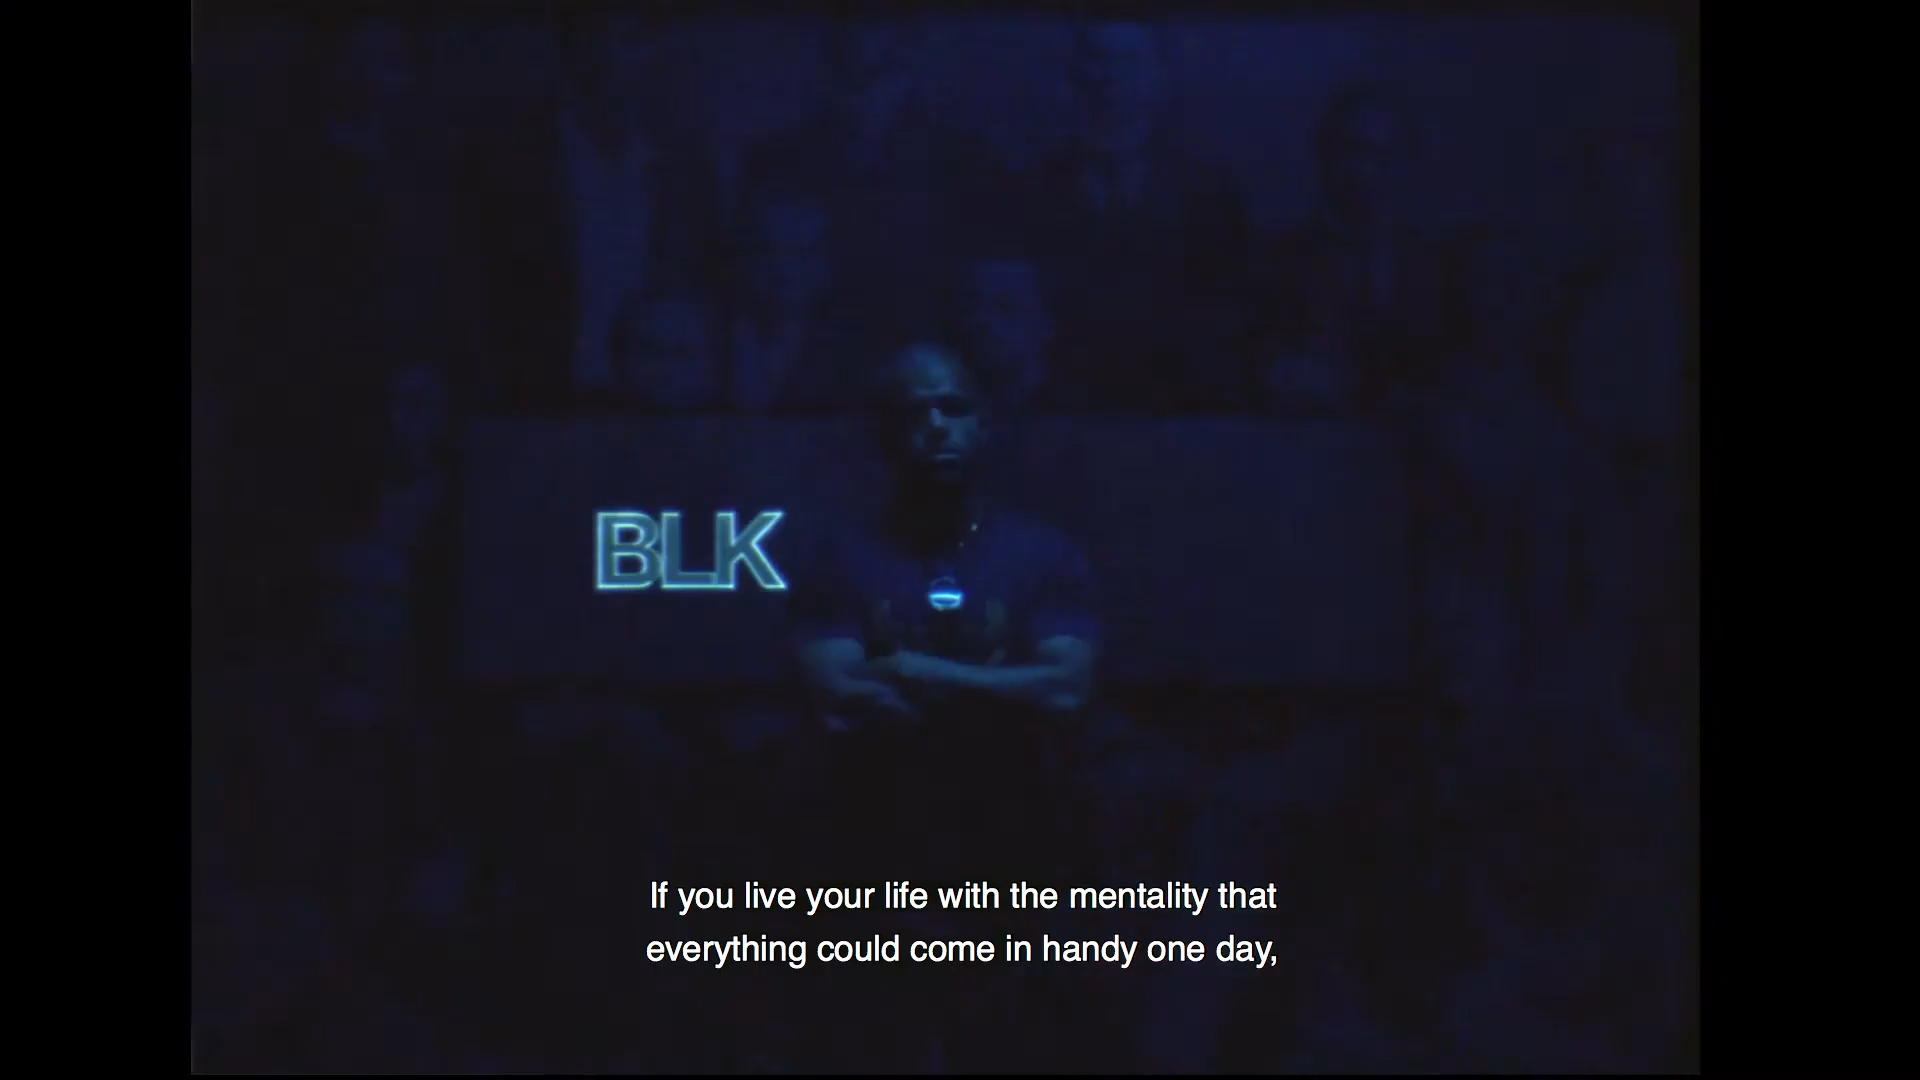 BLK
If you live your life with the mentality that
everything could come in handy one day,